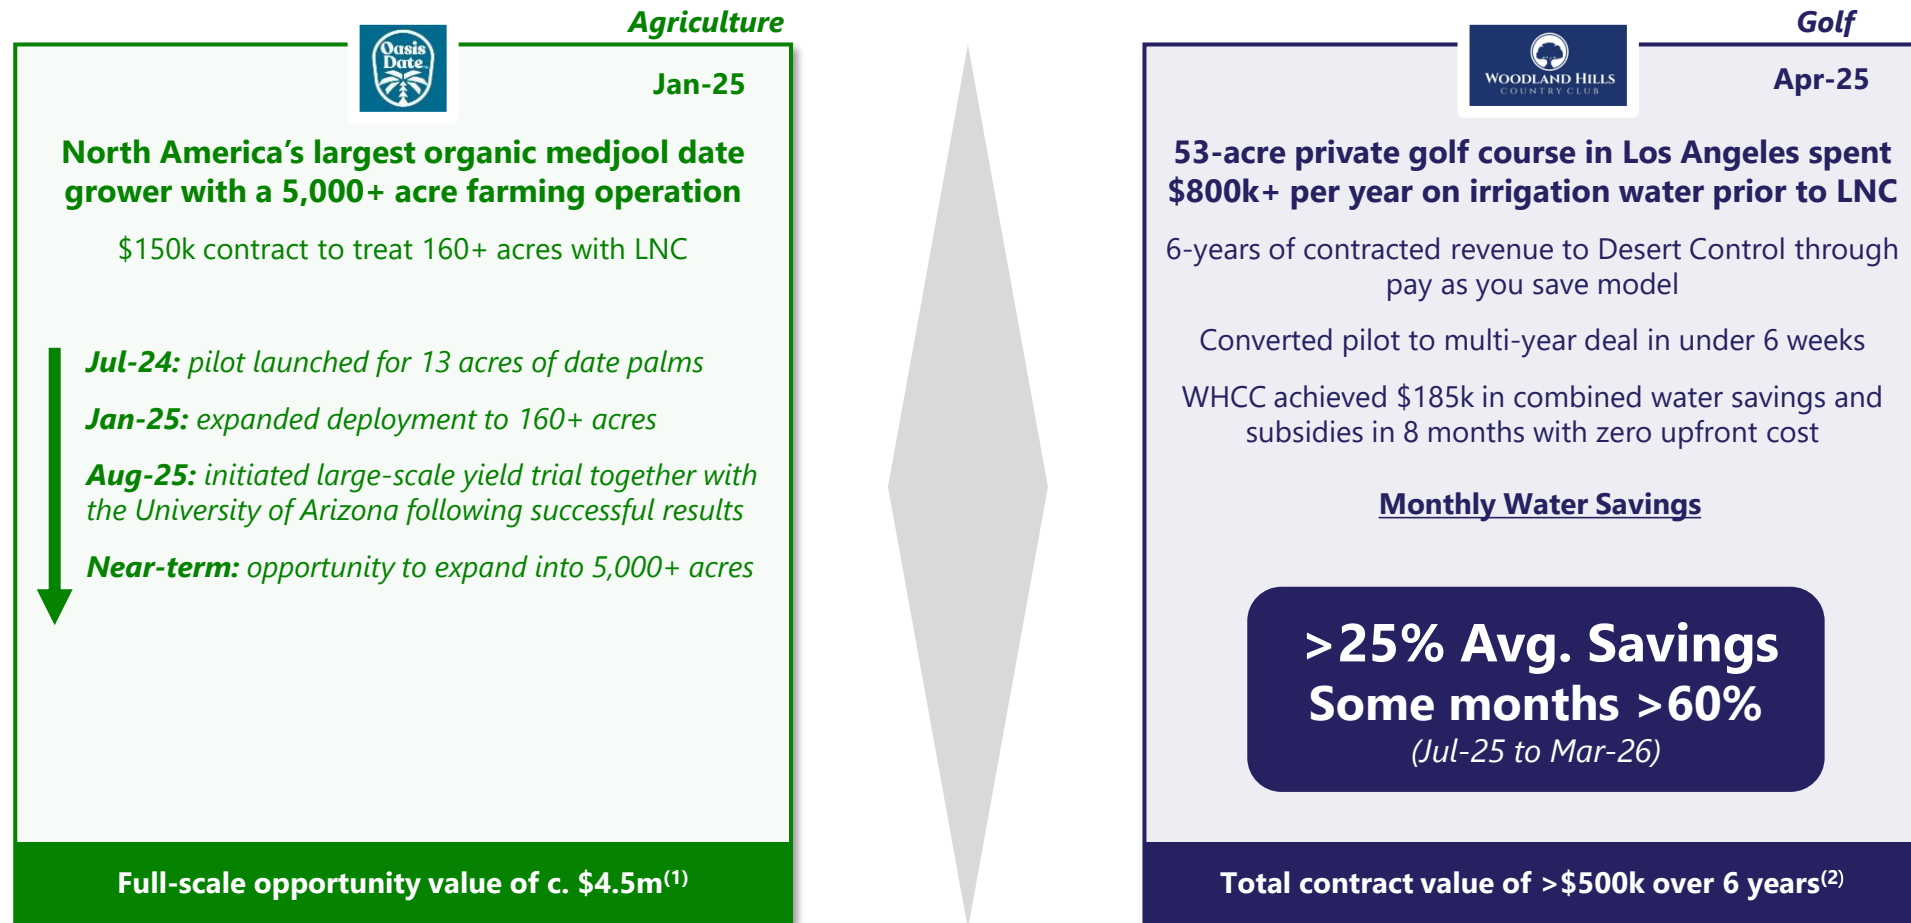 Agriculture
Oasis
Date
Jan-25
North America's largest organic medjool date
grower with a 5,000+ acre farming operation
$150k contract to treat 160+ acres with LNC
Jul-24: pilot launched for 13 acres of date palms
Jan-25: expanded deployment to 160+ acres
Aug-25: initiated large-scale yield trial together with
the University of Arizona following successful results
Near-term: opportunity to expand into 5,000+ acres
Full-scale opportunity value of c. $4.5m(1)
Golf
WOODLAND HILLS
COUNTRY CLUB
Apr-25
53-acre private golf course in Los Angeles spent
$800k+ per year on irrigation water prior to LNC
6-years of contracted revenue to Desert Control through
pay as you save model
Converted pilot to multi-year deal in under 6 weeks
WHCC achieved $185k in combined water savings and
subsidies in 8 months with zero upfront cost
Monthly Water Savings
>25% Avg. Savings
Some months >60%
(Jul-25 to Mar-26)
Total contract value of >$500k over 6 years(2)